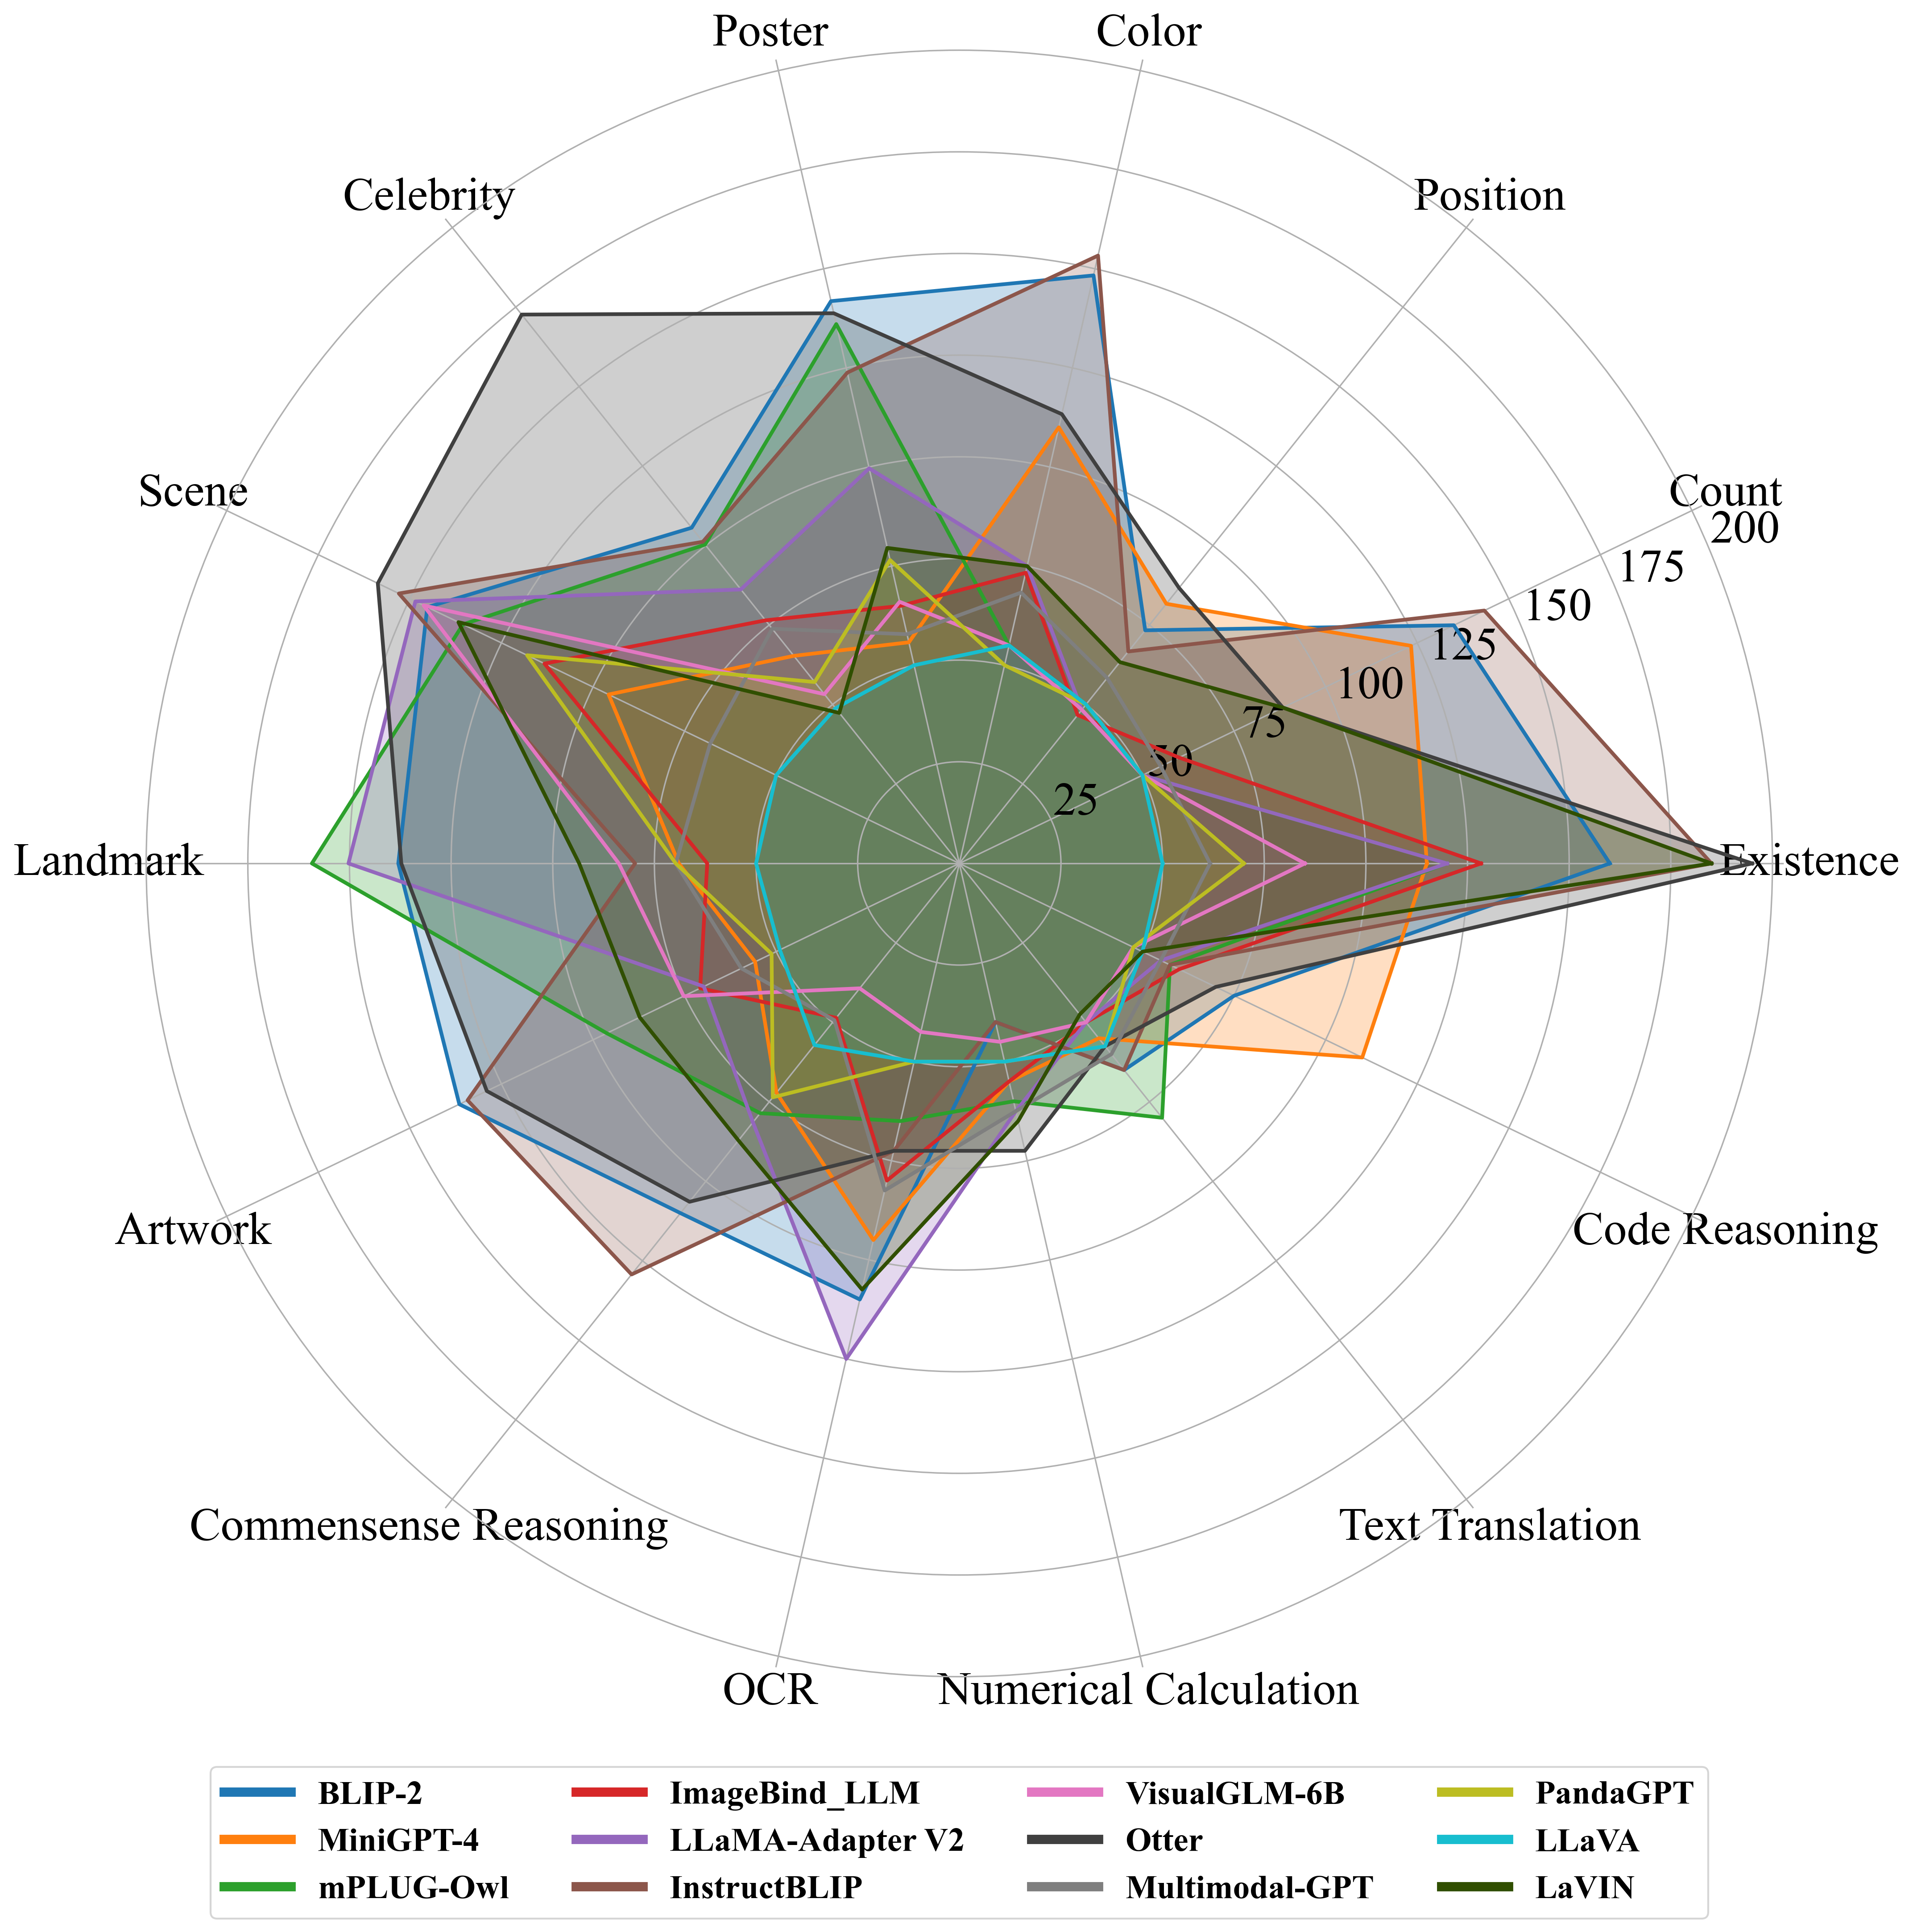 Poster
Color
Celebrity
Position
Scene
Count
200
175
150
125
100
75
50
25
Landmark
Existence
Artwork
Code Reasoning
Commensense Reasoning
Text Translation
OCR
Numerical Calculation
BLIP-2
ImageBind_LLM
VisualGLM-6B
PandaGPT
MiniGPT-4
LLaMA-Adapter V2
Otter
LLaVA
mPLUG-Owl
InstructBLIP
Multimodal-GPT
LaVIN